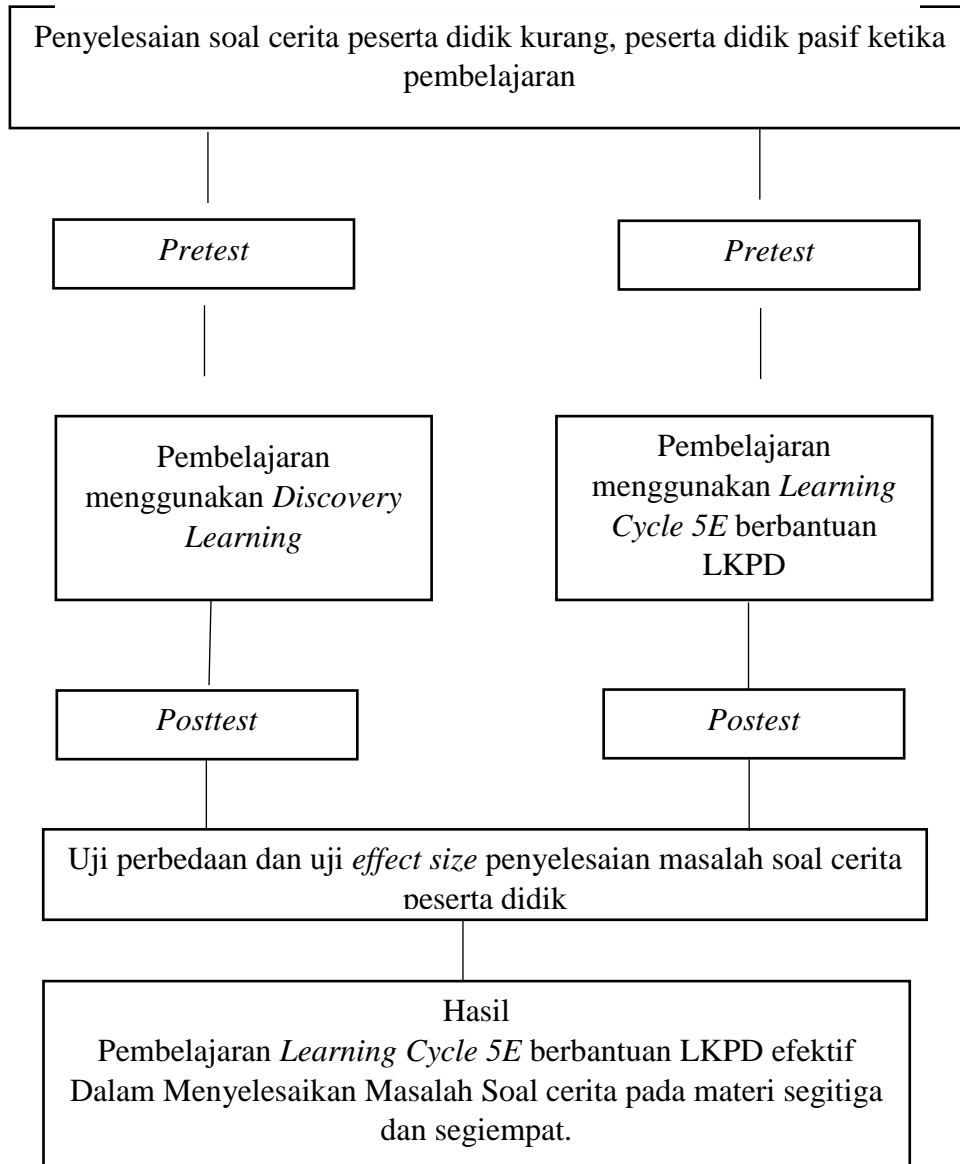 Penyelesaian soal cerita peserta didik kurang, peserta didik pasif ketika
pembelajaran
Pretest
Pretest
Pembelajaran
menggunakan Discovery
Learning
Pembelajaran
menggunakan Learning
Cycle 5E berbantuan
LKPD
Posttest
Postest
Uji perbedaan dan uji effect size penyelesaian masalah soal cerita
peserta didik
Hasil
Pembelajaran Learning Cycle 5E berbantuan LKPD efektif
Dalam Menyelesaikan Masalah Soal cerita pada materi segitiga
dan segiempat.